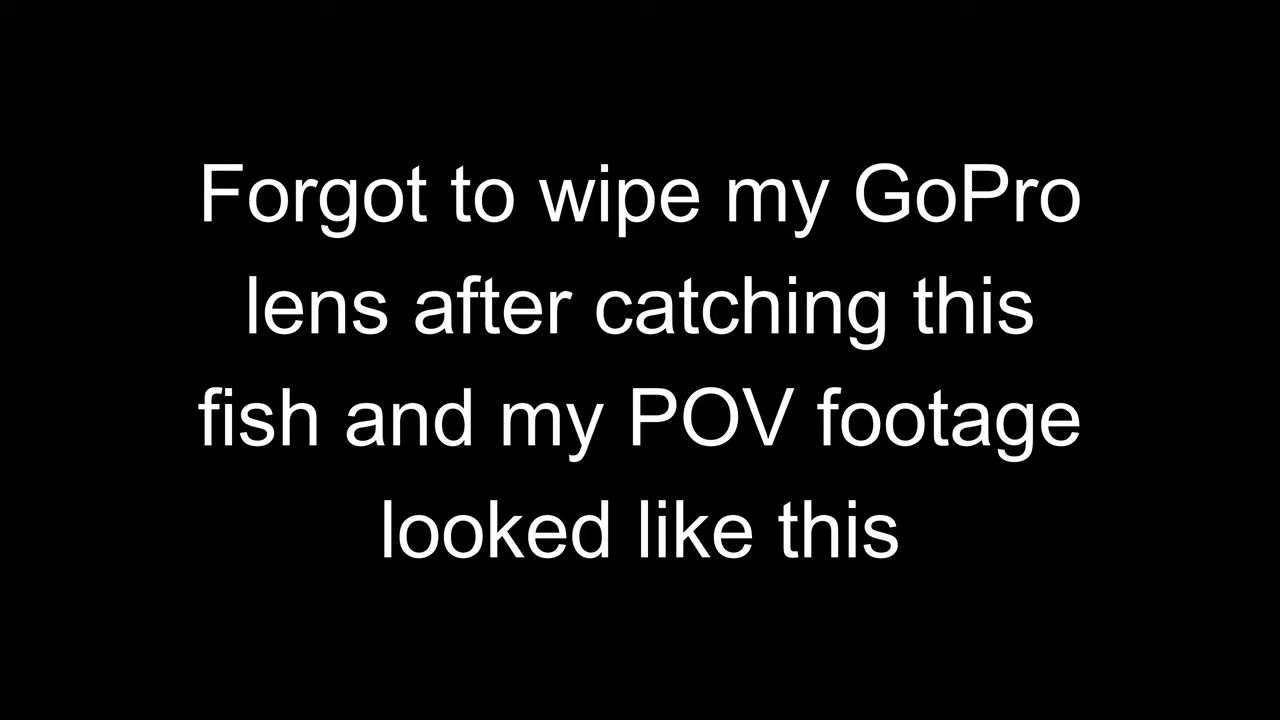 Forgot to wipe my GoPro
lens after catching this
fish and my POV footage
looked like this